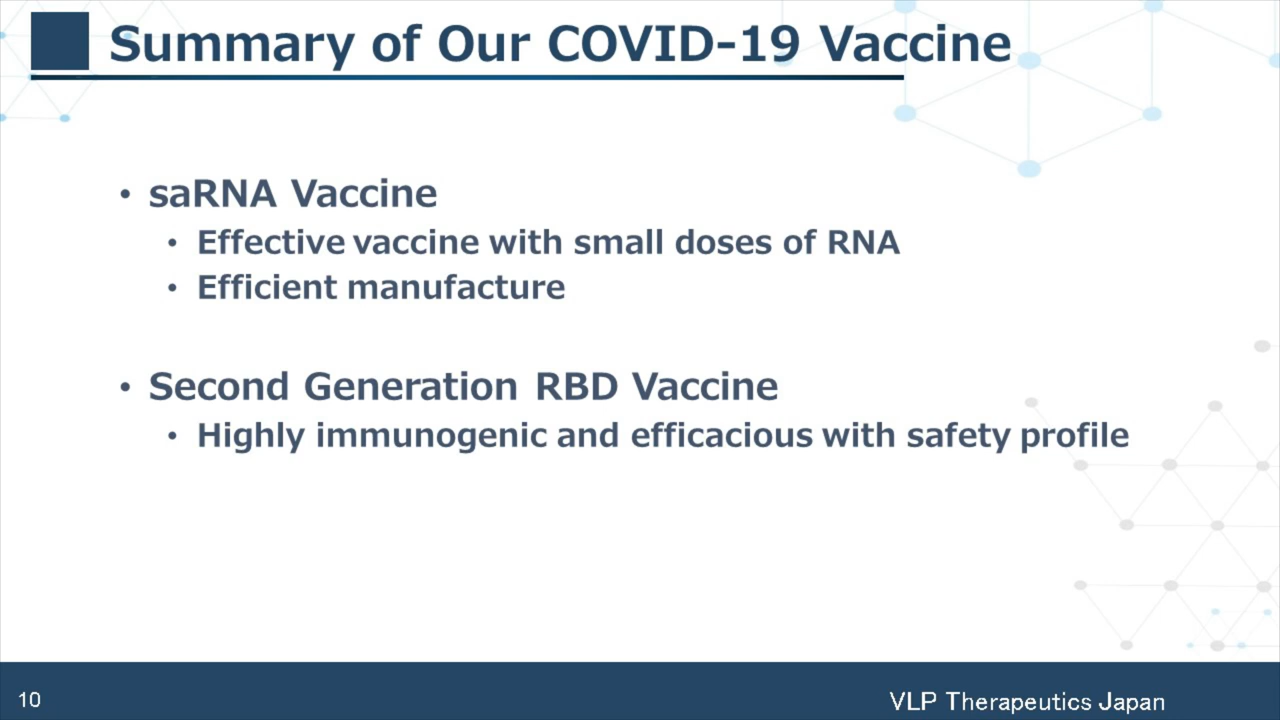 Summary of Our COVID-19 Vaccine
• saRNA Vaccine
• Effective vaccine with small doses of RNA
• Efficient manufacture
• Second Generation RBD Vaccine
• Highly immunogenic and efficacious with safety profile
10
VLP Therapeutics Japan